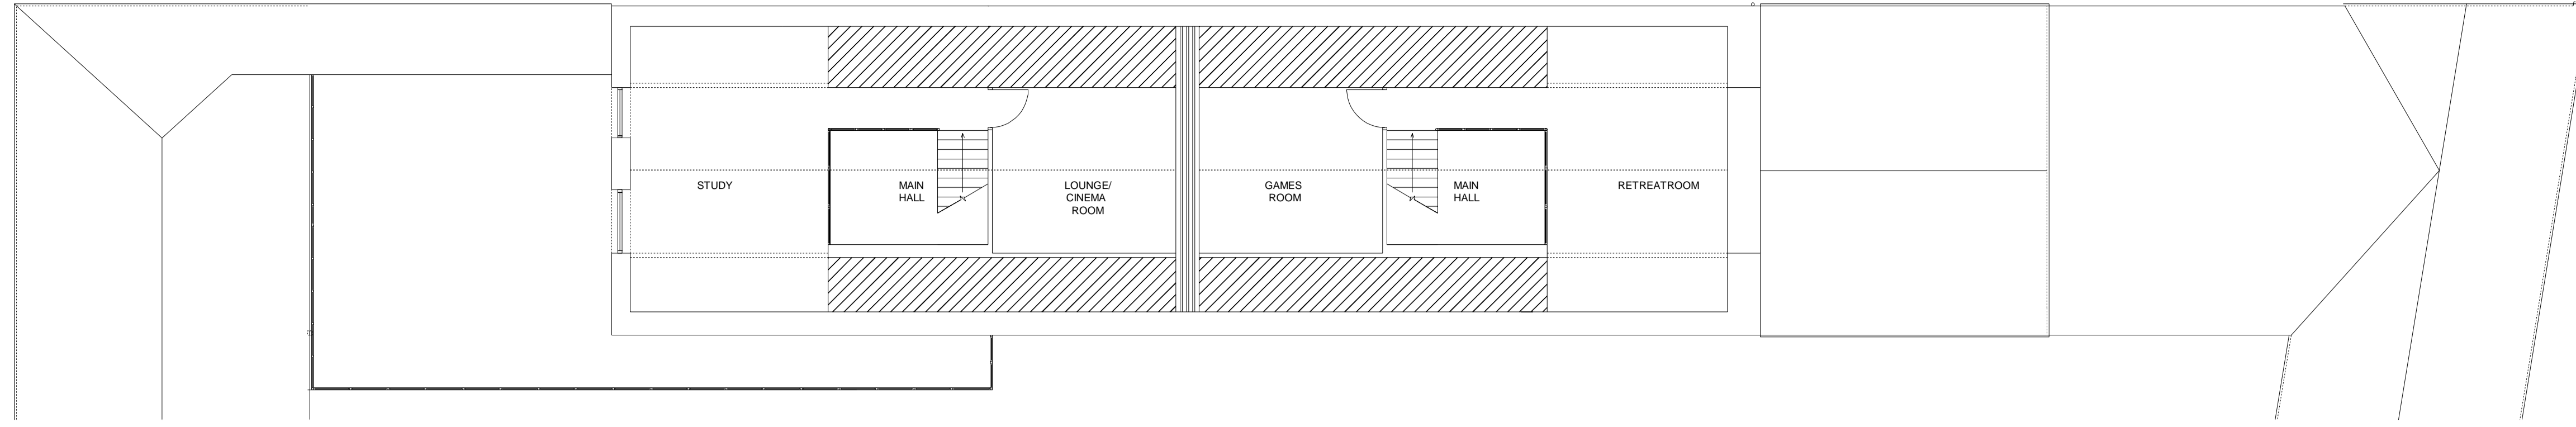 STUDY
MAIN
HALL
LOUNGE/
CINEMA
ROOM
GAMES
ROOM
MAIN
HALL
RETREATROOM